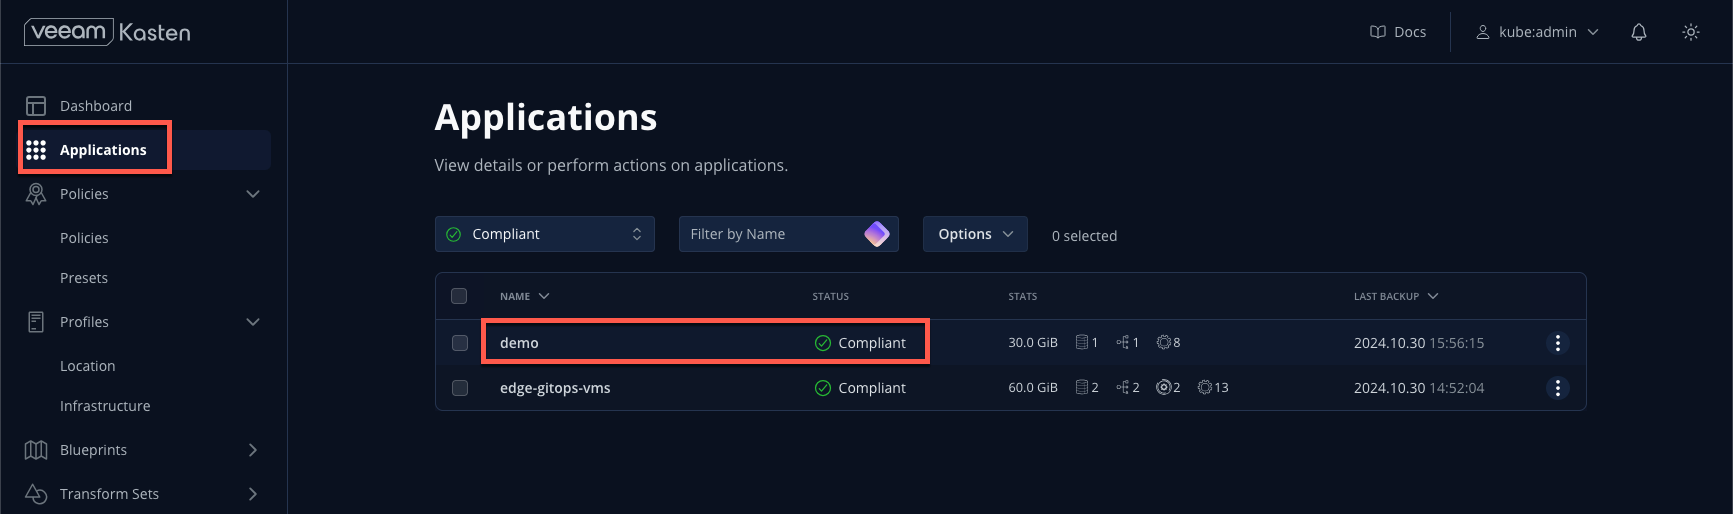 veeam Kasten
Docs
kube:admin
Dashboard
Applications
Policies
Policies
Presets
Profiles
Location
Infrastructure
Blueprints
Transform Sets
Applications
View details or perform actions on applications.
Compliant
Filter by Name
Options
0 selected
NAME STATUS STATS LAST BACKUP
demo Compliant 30.0 GiB 1 1 8 2024.10.30 15:56:15
edge-gitops-vms Compliant 60.0 GiB 2 2 2 13 2024.10.30 14:52:04